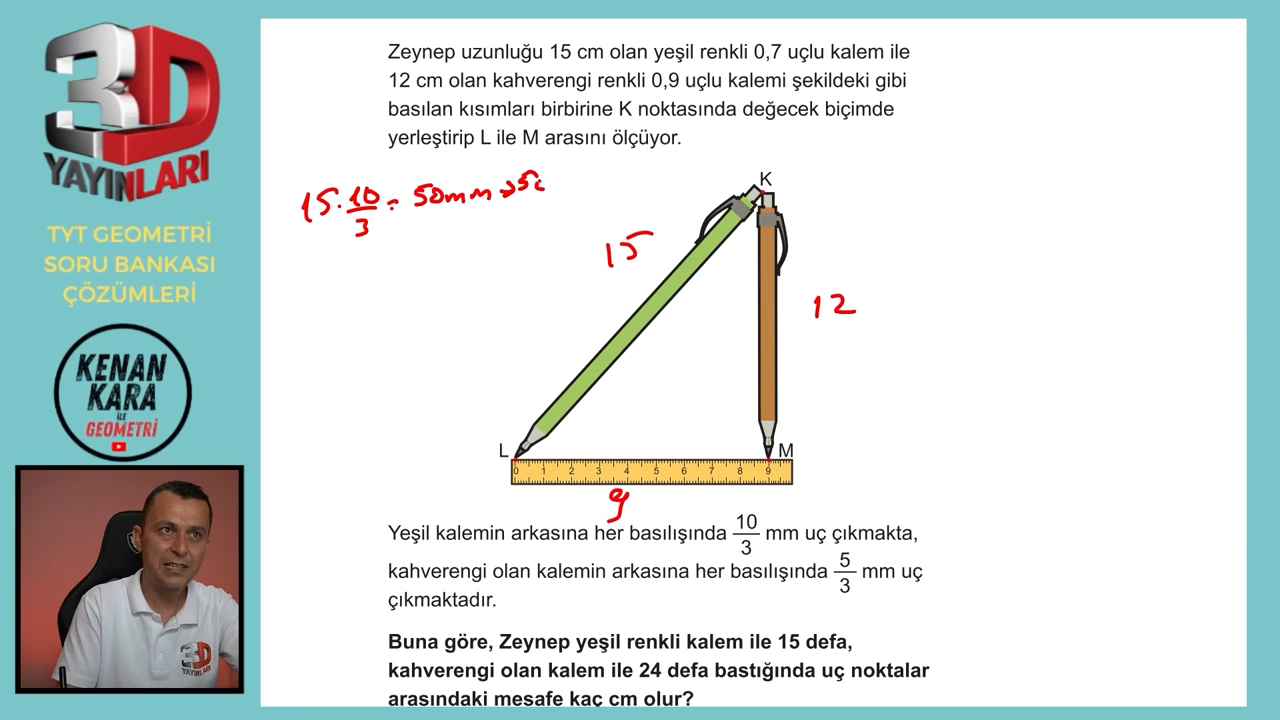 3D
YAYINLARI
TYT GEOMETRİ
SORU BANKASI
ÇÖZÜMLERİ
KENAN
KARA
İLE
GEOMETRİ
3D
YAYINLARI
Zeynep uzunluğu 15 cm olan yeşil renkli 0,7 uçlu kalem ile
12 cm olan kahverengi renkli 0,9 uçlu kalemi şekildeki gibi
basılan kısımları birbirine K noktasında değecek biçimde
yerleştirip L ile M arasını ölçüyor.
15 · 10/3 = 50mm → 5c
K
15
12
L
M
0 1 2 3 4 5 6 7 8 9
9
Yeşil kalemin arkasına her basılışında 10/3 mm uç çıkmakta,
kahverengi olan kalemin arkasına her basılışında 5/3 mm uç
çıkmaktadır.
Buna göre, Zeynep yeşil renkli kalem ile 15 defa,
kahverengi olan kalem ile 24 defa bastığında uç noktalar
arasındaki mesafe kaç cm olur?